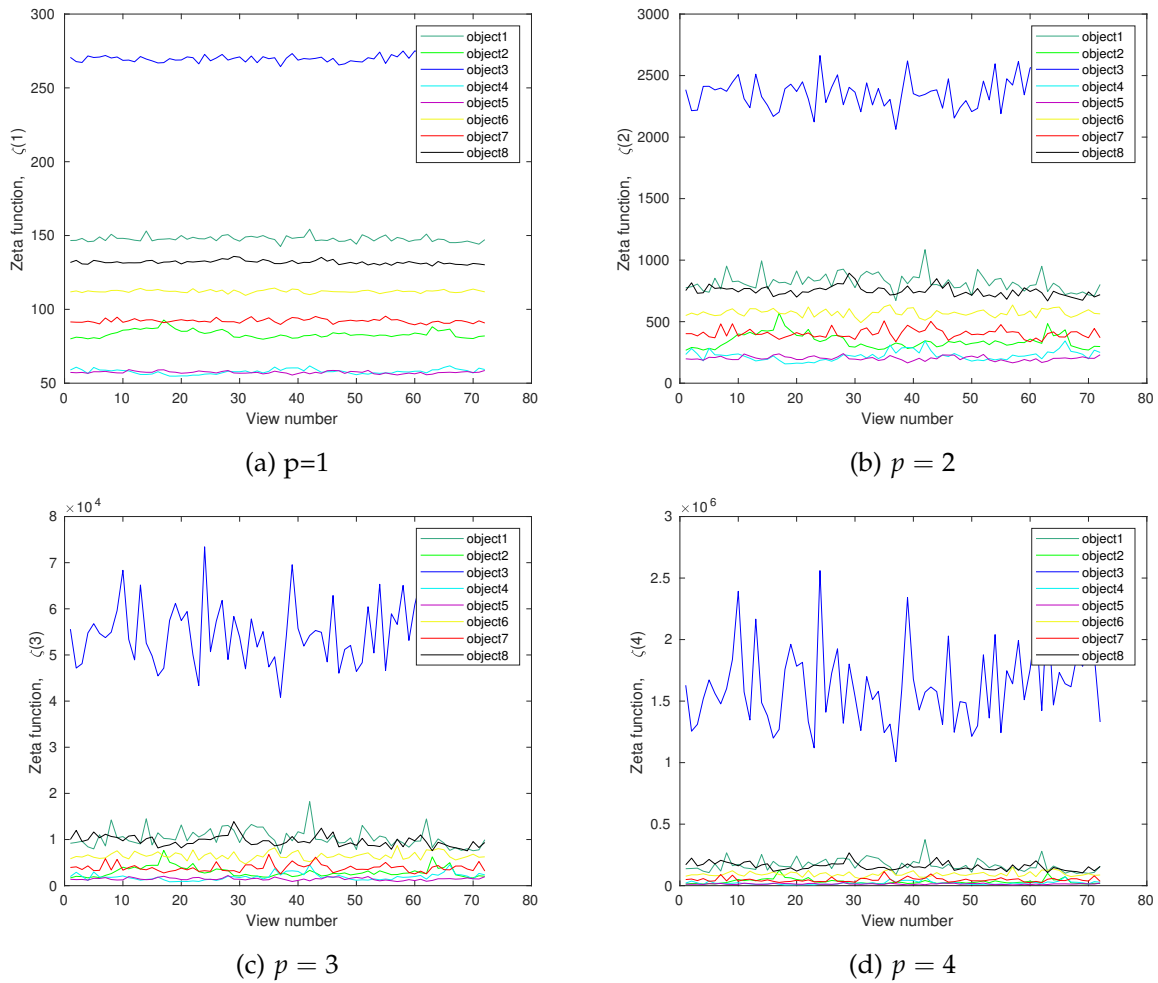 300
250
200
150
100
50
0 10 20 30 40 50 60 70 80
Zeta function, ζ(1)
View number
object1
object2
object3
object4
object5
object6
object7
object8
(a) p=1
3000
2500
2000
1500
1000
500
0
0 10 20 30 40 50 60 70 80
Zeta function, ζ(2)
View number
object1
object2
object3
object4
object5
object6
object7
object8
(b) p = 2
×10⁴
8
7
6
5
4
3
2
1
0
0 10 20 30 40 50 60 70 80
Zeta function, ζ(3)
View number
object1
object2
object3
object4
object5
object6
object7
object8
(c) p = 3
×10⁶
3
2.5
2
1.5
1
0.5
0
0 10 20 30 40 50 60 70 80
Zeta function, ζ(4)
View number
object1
object2
object3
object4
object5
object6
object7
object8
(d) p = 4